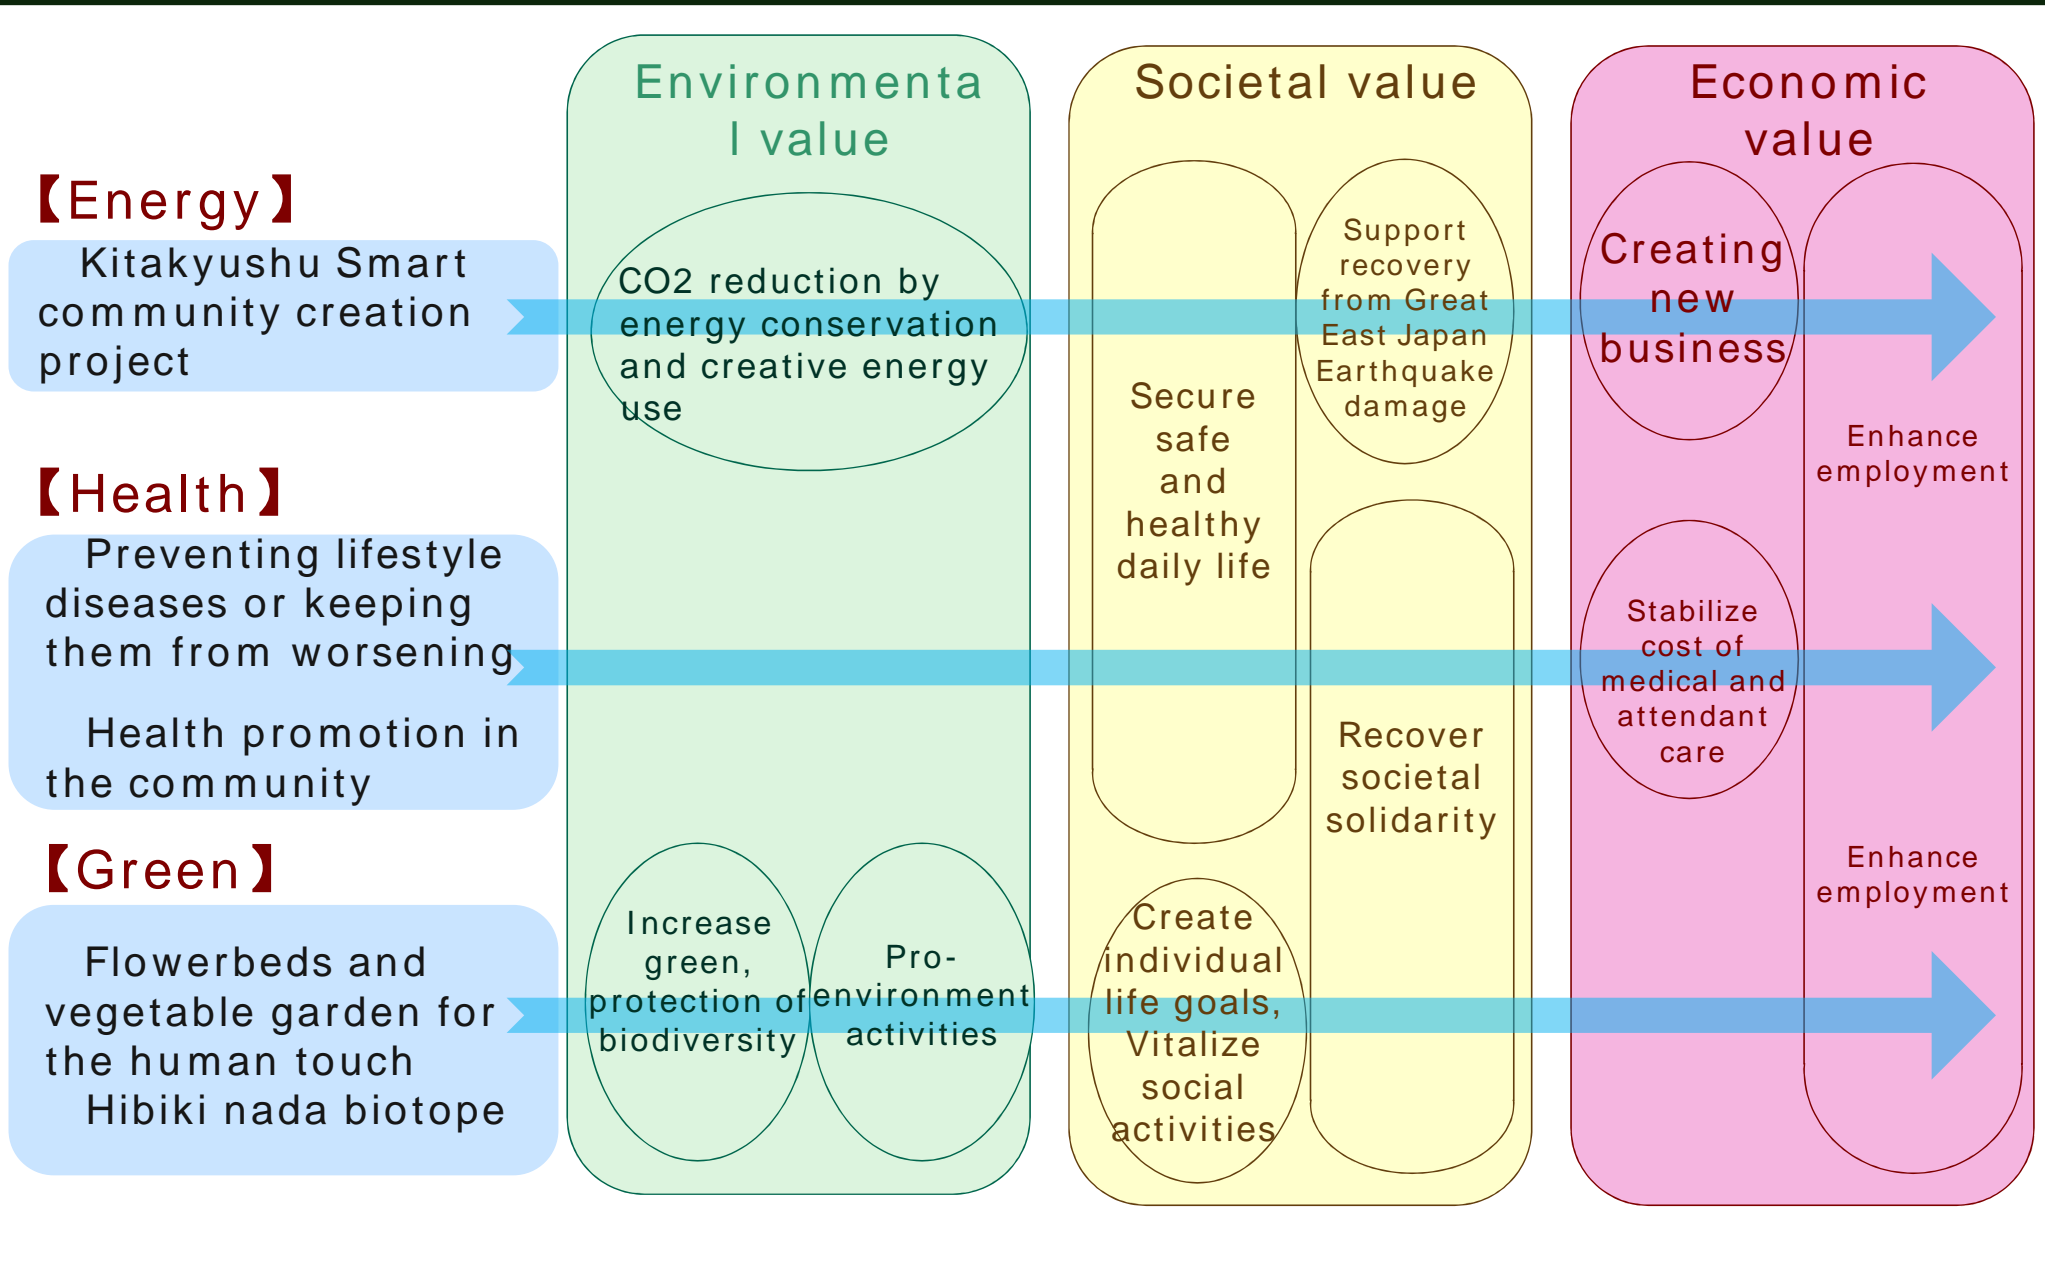 Environmenta
l value
Societal value
Economic
value
【Energy】
Kitakyushu Smart
community creation
project
CO2 reduction by
energy conservation
and creative energy
use
Secure
safe
and
healthy
daily life
Support
recovery
from Great
East Japan
Earthquake
damage
Creating
new
business
Enhance
employment
【Health】
Preventing lifestyle
diseases or keeping
them from worsening
Health promotion in
the community
Recover
societal
solidarity
Stabilize
cost of
medical and
attendant
care
Enhance
employment
【Green】
Flowerbeds and
vegetable garden for
the human touch
Hibiki nada biotope
Increase
green,
protection of
biodiversity
Pro-
environment
activities
Create
individual
life goals,
Vitalize
social
activities